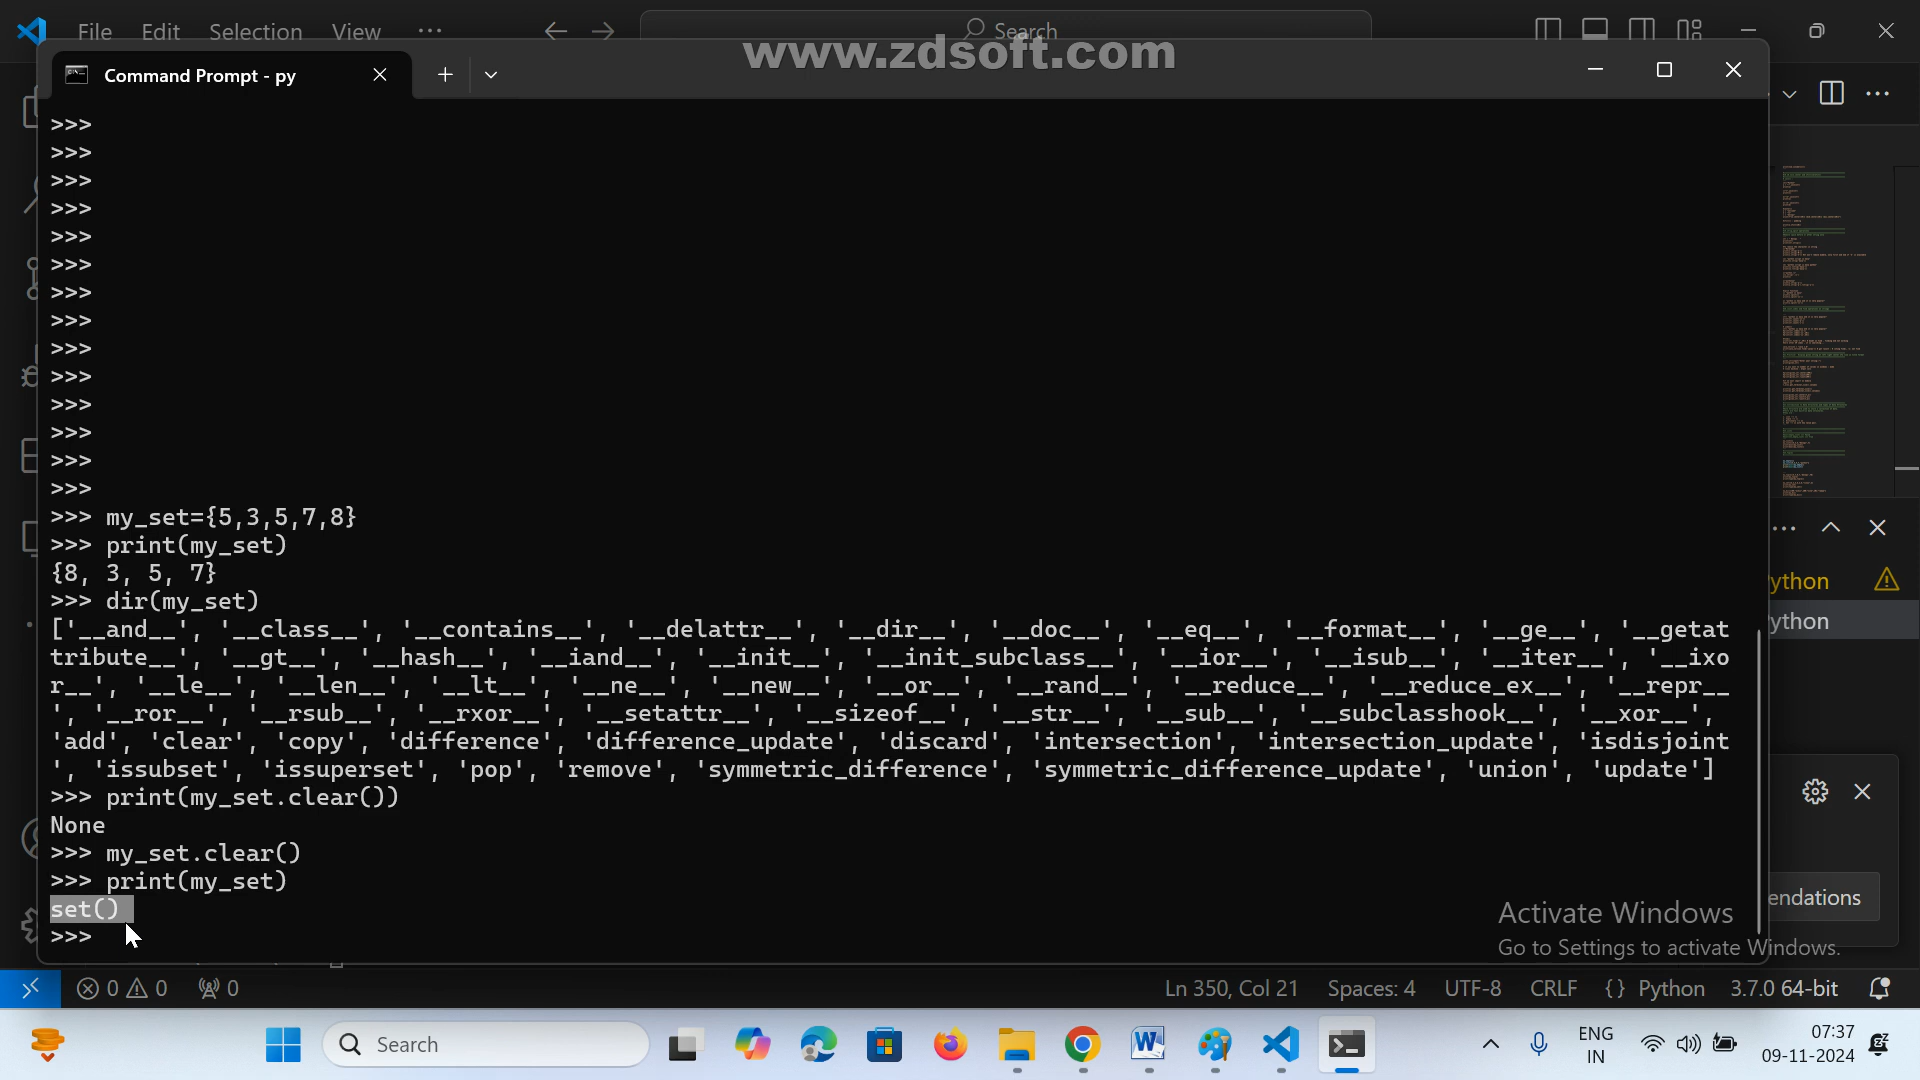 File Edit Selection View ··· Search
www.zdsoft.com
Command Prompt - py
>>>
>>>
>>>
>>>
>>>
>>>
>>>
>>>
>>>
>>>
>>>
>>>
>>>
>>>
>>> my_set={5,3,5,7,8}
>>> print(my_set)
{8, 3, 5, 7}
>>> dir(my_set)
['__and__', '__class__', '__contains__', '__delattr__', '__dir__', '__doc__', '__eq__', '__format__', '__ge__', '__getat
tribute__', '__gt__', '__hash__', '__iand__', '__init__', '__init_subclass__', '__ior__', '__isub__', '__iter__', '__ixo
r__', '__le__', '__len__', '__lt__', '__ne__', '__new__', '__or__', '__rand__', '__reduce__', '__reduce_ex__', '__repr__
', '__ror__', '__rsub__', '__rxor__', '__setattr__', '__sizeof__', '__str__', '__sub__', '__subclasshook__', '__xor__',
'add', 'clear', 'copy', 'difference', 'difference_update', 'discard', 'intersection', 'intersection_update', 'isdisjoint
', 'issubset', 'issuperset', 'pop', 'remove', 'symmetric_difference', 'symmetric_difference_update', 'union', 'update']
>>> print(my_set.clear())
None
>>> my_set.clear()
>>> print(my_set)
set()
>>>
ython
ython
endations
Activate Windows
Go to Settings to activate Windows.
0 0 0 Ln 350, Col 21 Spaces: 4 UTF-8 CRLF {} Python 3.7.0 64-bit
Search
ENG
IN
07:37
09-11-2024